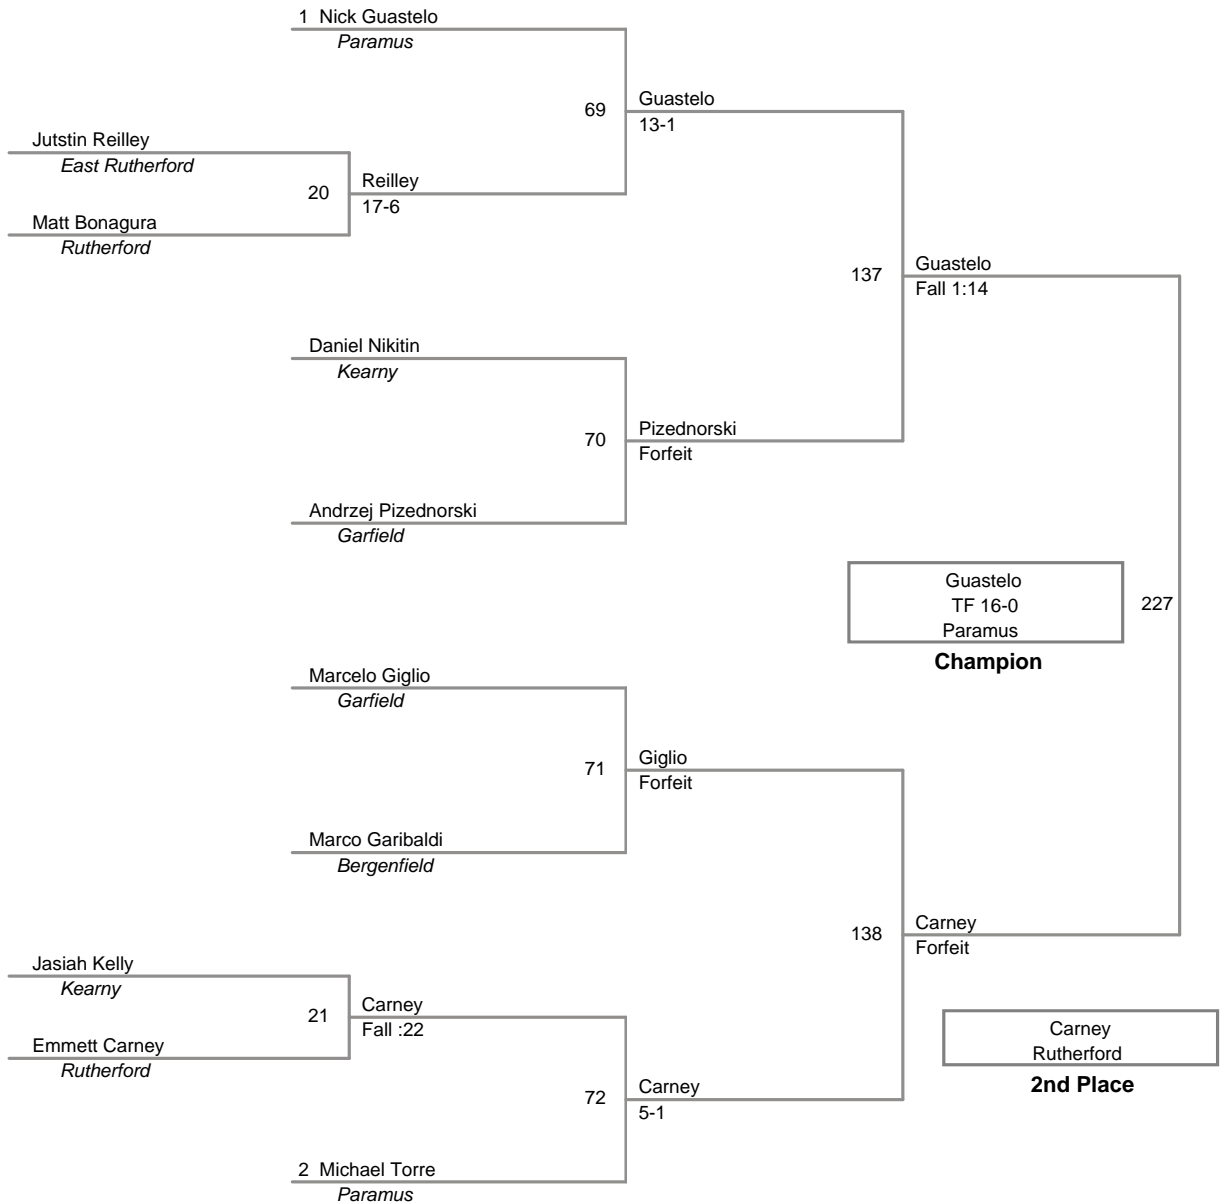 1 Nick Guastelo
Paramus
69
Guastelo
13-1
Jutstin Reilley
East Rutherford
20
Reilley
17-6
Matt Bonagura
Rutherford
137
Guastelo
Fall 1:14
Daniel Nikitin
Kearny
70
Pizednorski
Forfeit
Andrzej Pizednorski
Garfield
Guastelo
TF 16-0
Paramus
Champion
227
Marcelo Giglio
Garfield
71
Giglio
Forfeit
Marco Garibaldi
Bergenfield
138
Carney
Forfeit
Jasiah Kelly
Kearny
21
Carney
Fall :22
Emmett Carney
Rutherford
Carney
Rutherford
2nd Place
72
Carney
5-1
2 Michael Torre
Paramus